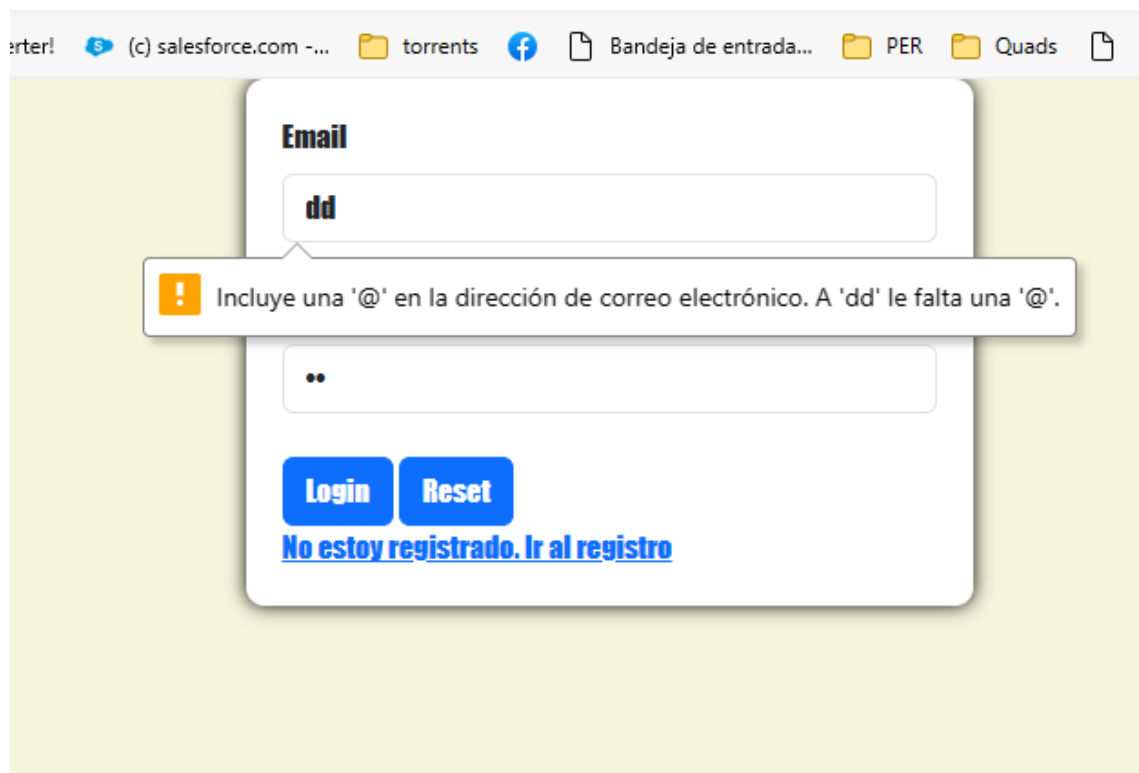 erter! (c) salesforce.com -... torrents Bandeja de entrada... PER Quads
Email
dd
Incluye una '@' en la dirección de correo electrónico. A 'dd' le falta una '@'.
••
Login Reset
No estoy registrado. Ir al registro